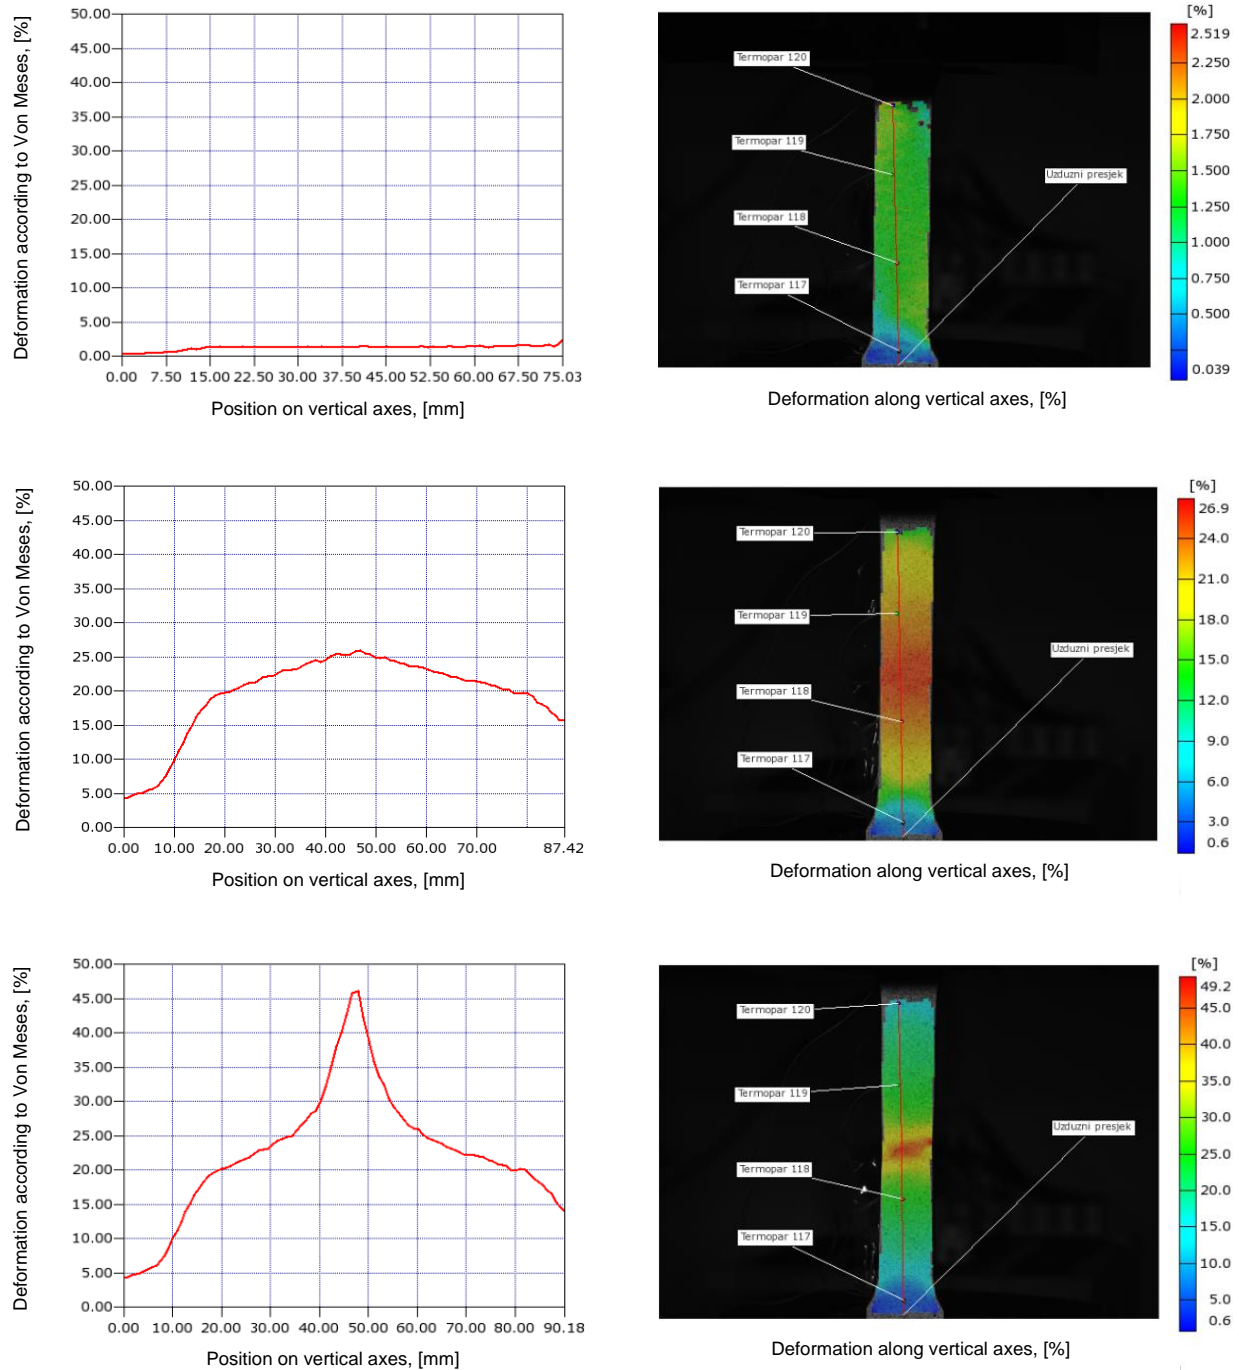 Deformation according to Von Meses, [%]
50.00
45.00
40.00
35.00
30.00
25.00
20.00
15.00
10.00
5.00
0.00
0.00 7.50 15.00 22.50 30.00 37.50 45.00 52.50 60.00 67.50 75.03
Position on vertical axes, [mm]
Termopar 120
Termopar 119
Termopar 118
Termopar 117
Uzduzni presjek
[%]
2.519
2.250
2.000
1.750
1.500
1.250
1.000
0.750
0.500
0.039
Deformation along vertical axes, [%]
Deformation according to Von Meses, [%]
50.00
45.00
40.00
35.00
30.00
25.00
20.00
15.00
10.00
5.00
0.00
0.00 10.00 20.00 30.00 40.00 50.00 60.00 70.00 87.42
Position on vertical axes, [mm]
Termopar 120
Termopar 119
Termopar 118
Termopar 117
Uzduzni presjek
[%]
26.9
24.0
21.0
18.0
15.0
12.0
9.0
6.0
3.0
0.6
Deformation along vertical axes, [%]
Deformation according to Von Meses, [%]
50.00
45.00
40.00
35.00
30.00
25.00
20.00
15.00
10.00
5.00
0.00
0.00 10.00 20.00 30.00 40.00 50.00 60.00 70.00 80.00 90.18
Position on vertical axes, [mm]
Termopar 120
Termopar 119
Termopar 118
Termopar 117
Uzduzni presjek
[%]
49.2
45.0
40.0
35.0
30.0
25.0
20.0
15.0
10.0
5.0
0.6
Deformation along vertical axes, [%]